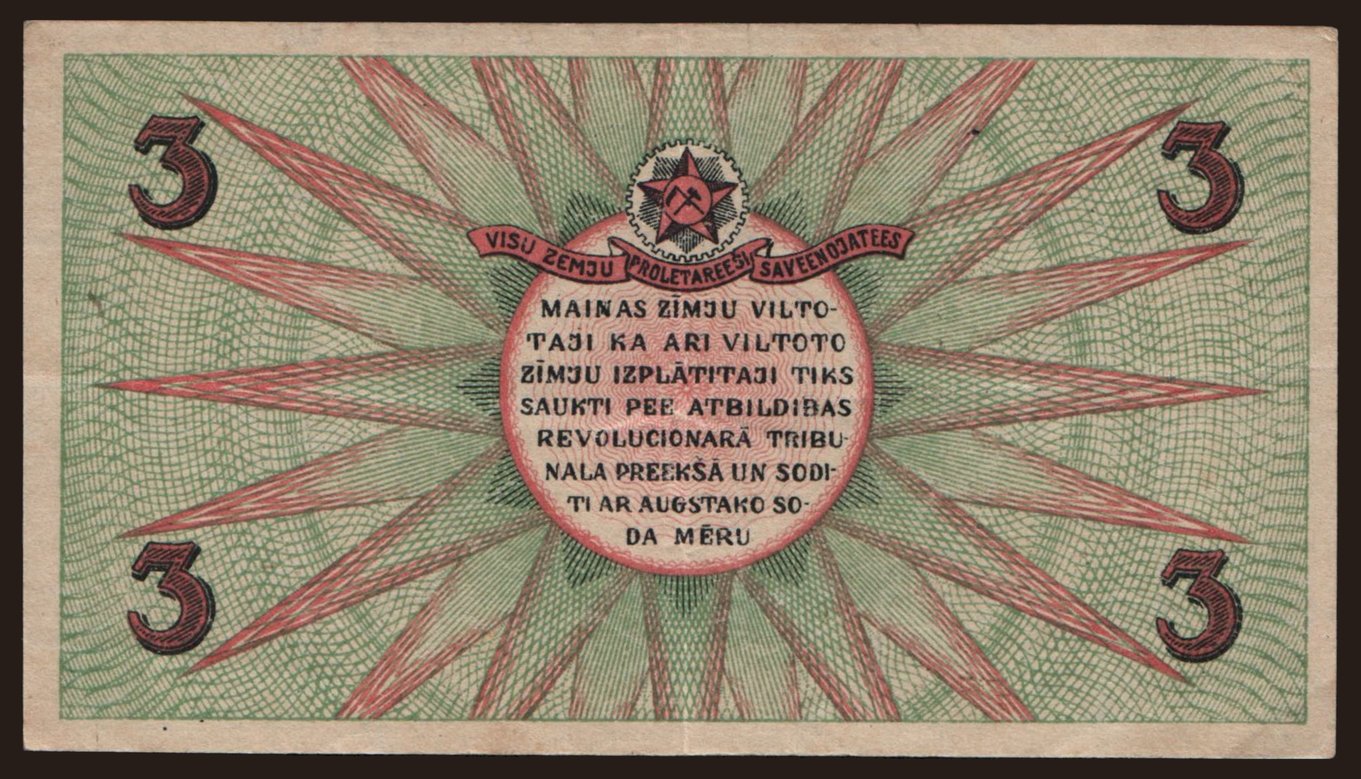 3
3
VISU ZEMJU PROLETAREEŠI SAVEENOJATEES
MAINAS ZĪMJU VILTO-
TAJI KA ARI VILTOTO
ZĪMJU IZPLĀTITAJI TIKS
SAUKTI PEE ATBILDIBAS
REVOLUCIONARĀ TRIBU-
NALA PREEKŠĀ UN SODI-
TI AR AUGSTAKO SO-
DA MĒRU
3
3